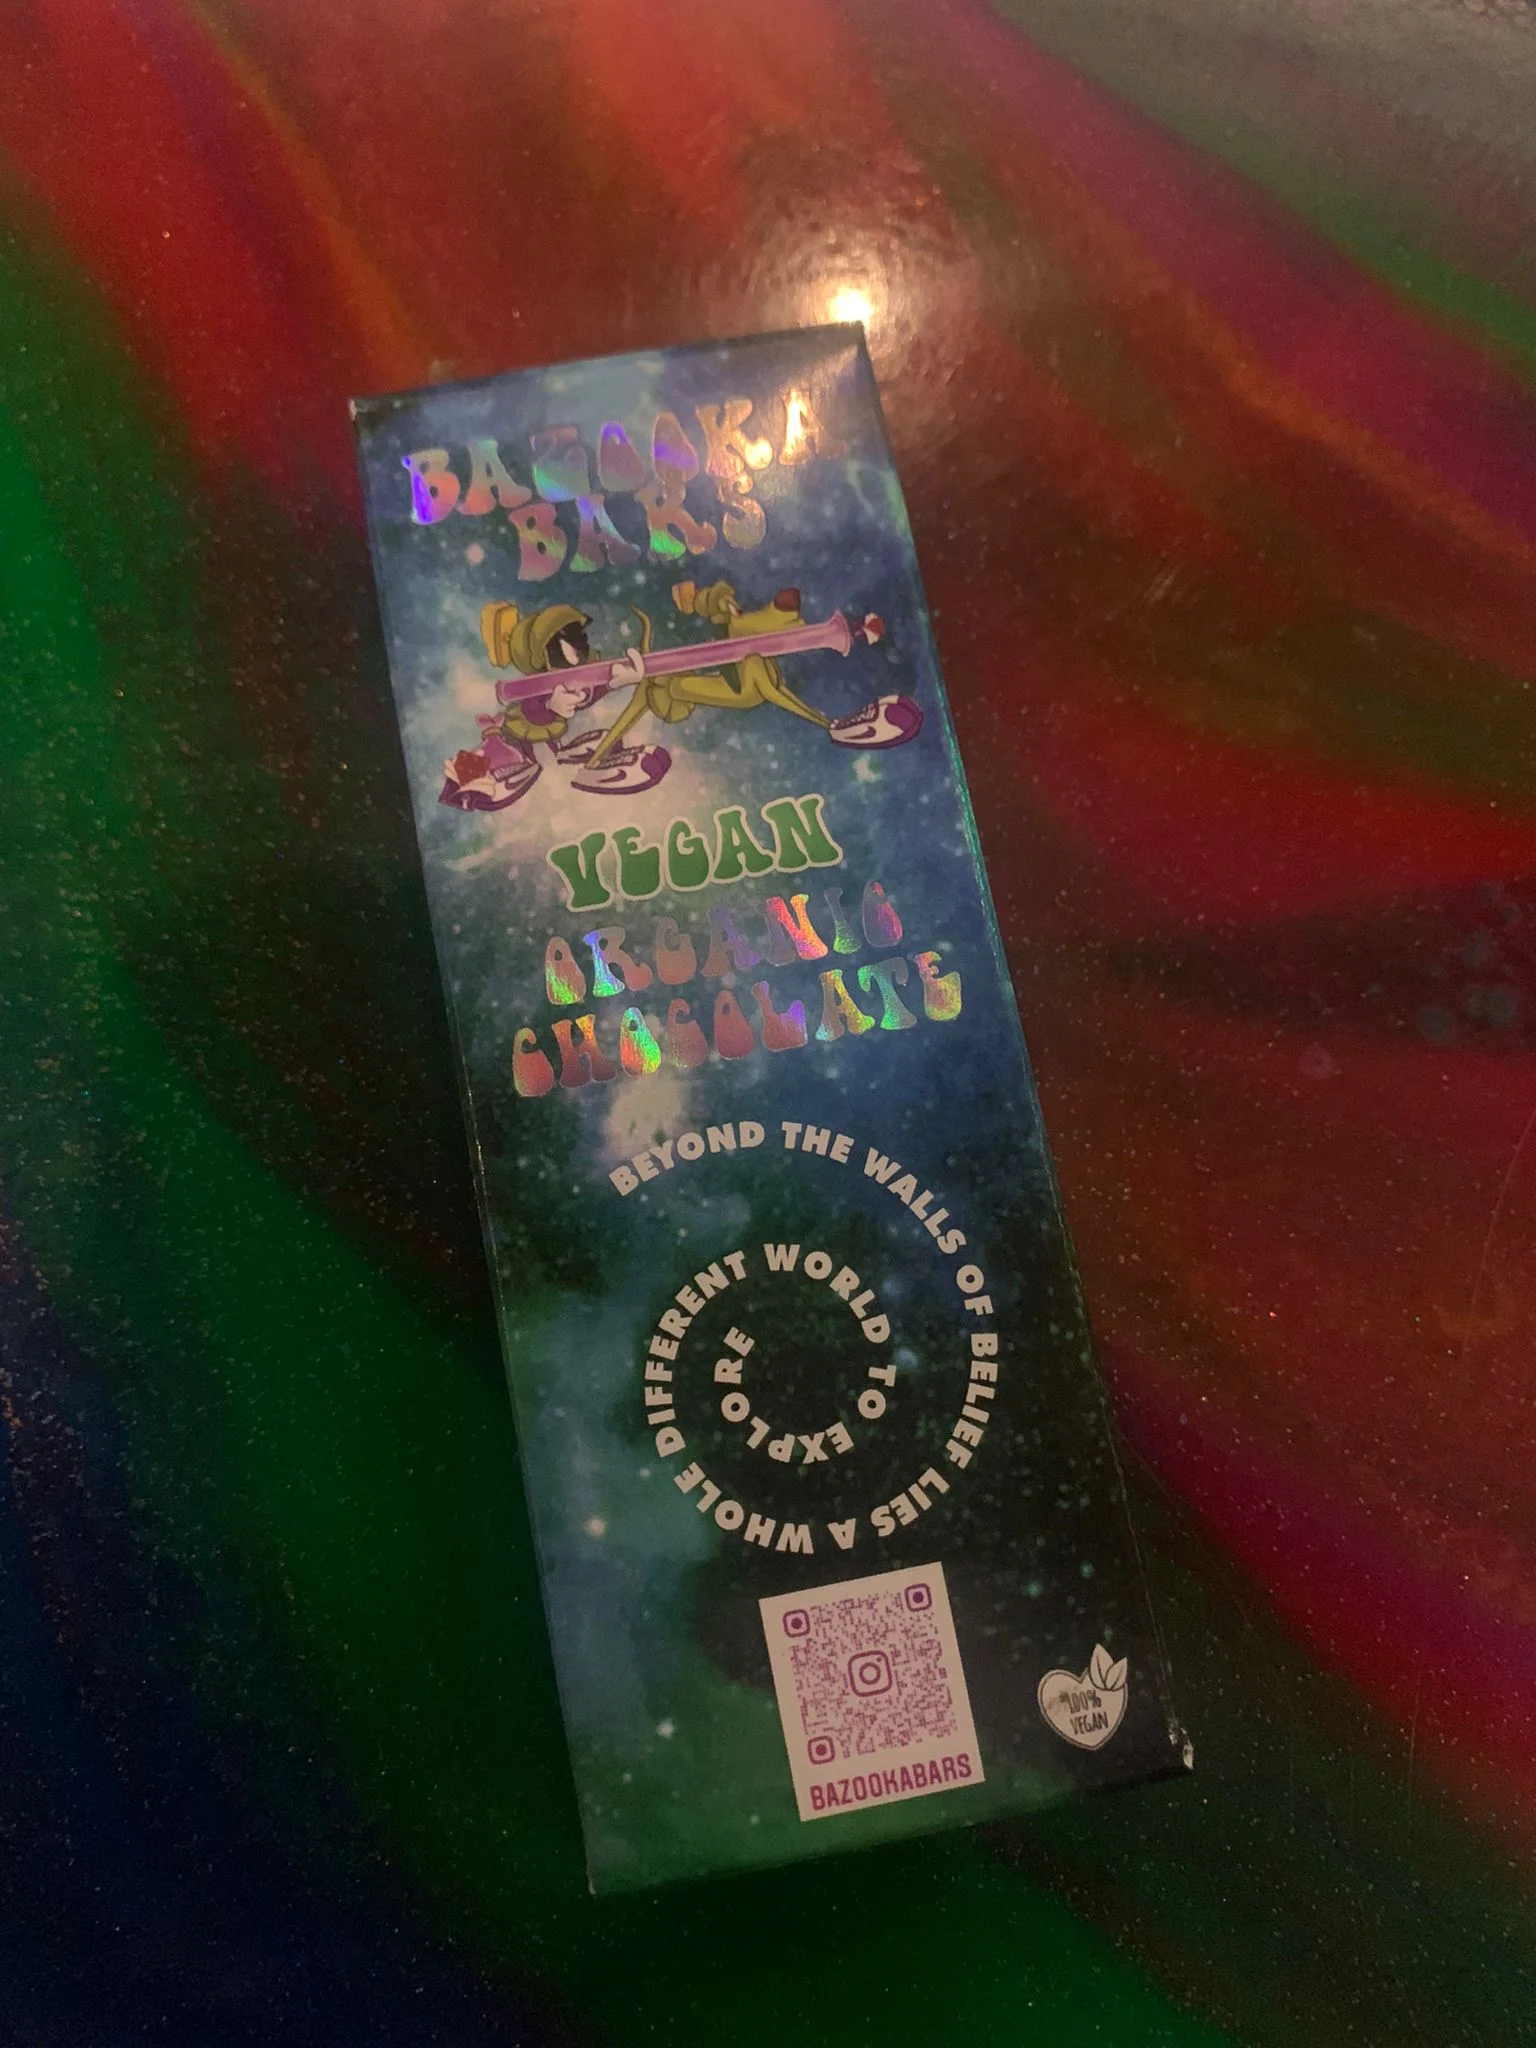 BAZOOKA
BARS
VEGAN
ORGANIC
CHOCOLATE
BEYOND THE WALLS OF BELIEF LIES A WHOLE DIFFERENT WORLD TO EXPLORE
100%
VEGAN
BAZOOKABARS